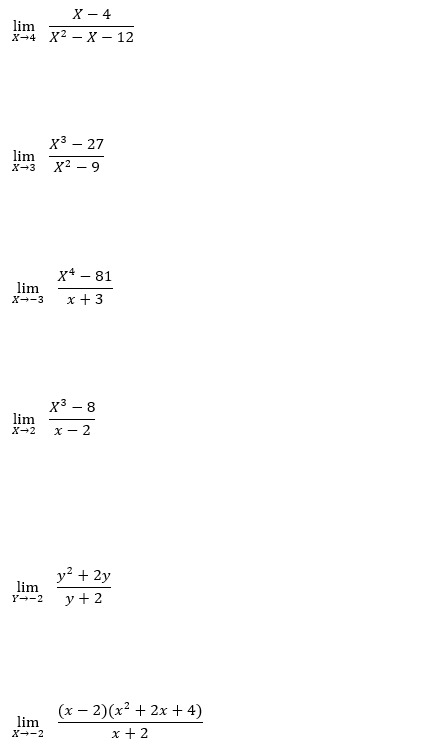 lim X→4 (X − 4)/(X² − X − 12)
lim X→3 (X³ − 27)/(X² − 9)
lim X→−3 (X⁴ − 81)/(x + 3)
lim X→2 (X³ − 8)/(x − 2)
lim Y→−2 (y² + 2y)/(y + 2)
lim X→−2 ((x − 2)(x² + 2x + 4))/(x + 2)